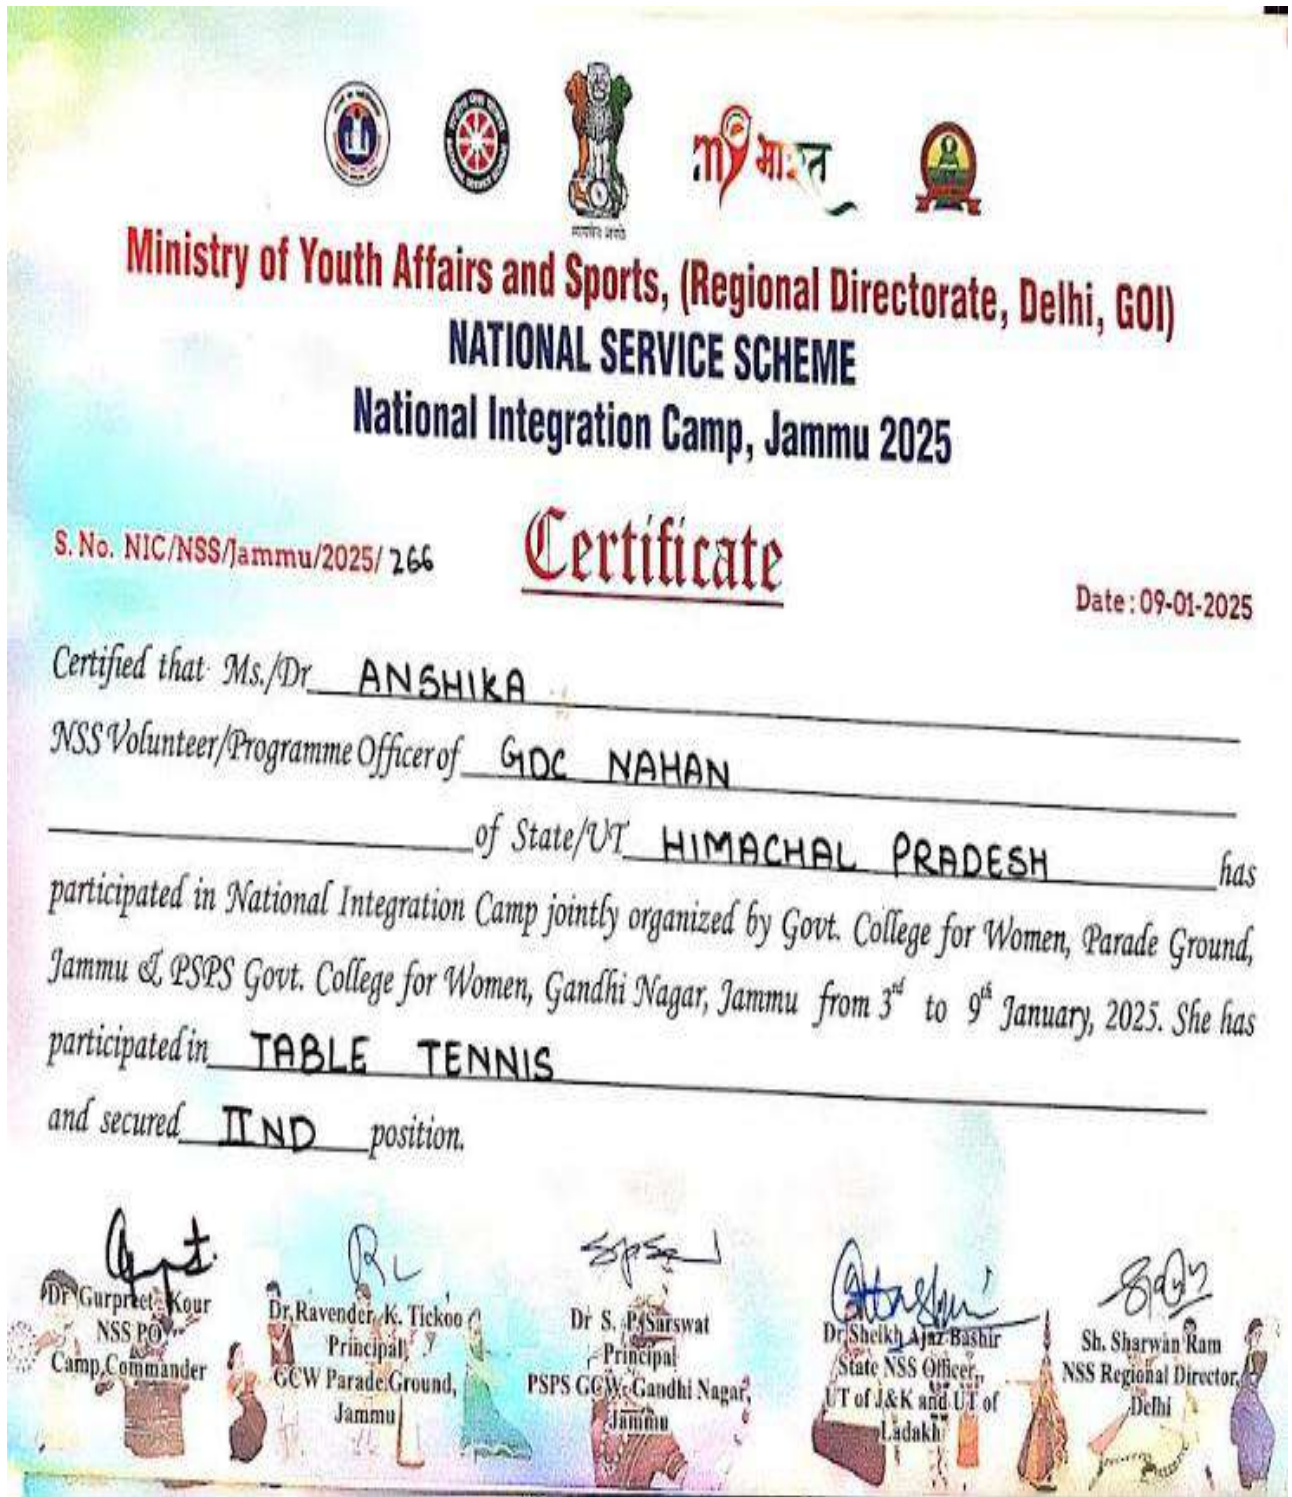 my भारत
सत्यमेव जयते
Ministry of Youth Affairs and Sports, (Regional Directorate, Delhi, GOI)
NATIONAL SERVICE SCHEME
National Integration Camp, Jammu 2025
S. No. NIC/NSS/Jammu/2025/ 266
Certificate
Date : 09-01-2025
Certified that Ms./Dr ANSHIKA
NSS Volunteer/Programme Officer of GDC NAHAN
of State/UT HIMACHAL PRADESH has
participated in National Integration Camp jointly organized by Govt. College for Women, Parade Ground,
Jammu & PSPS Govt. College for Women, Gandhi Nagar, Jammu from 3rd to 9th January, 2025. She has
participated in TABLE TENNIS
and secured IIND position.
Dr Gurpreet Kour
NSS PO
Camp Commander
Dr. Ravender K. Tickoo
Principal
GCW Parade Ground,
Jammu
Dr S. P. Sarswat
Principal
PSPS GCW Gandhi Nagar,
Jammu
Dr Sheikh Ajaz Bashir
State NSS Officer,
UT of J&K and UT of
Ladakh
Sh. Sharwan Ram
NSS Regional Director,
Delhi